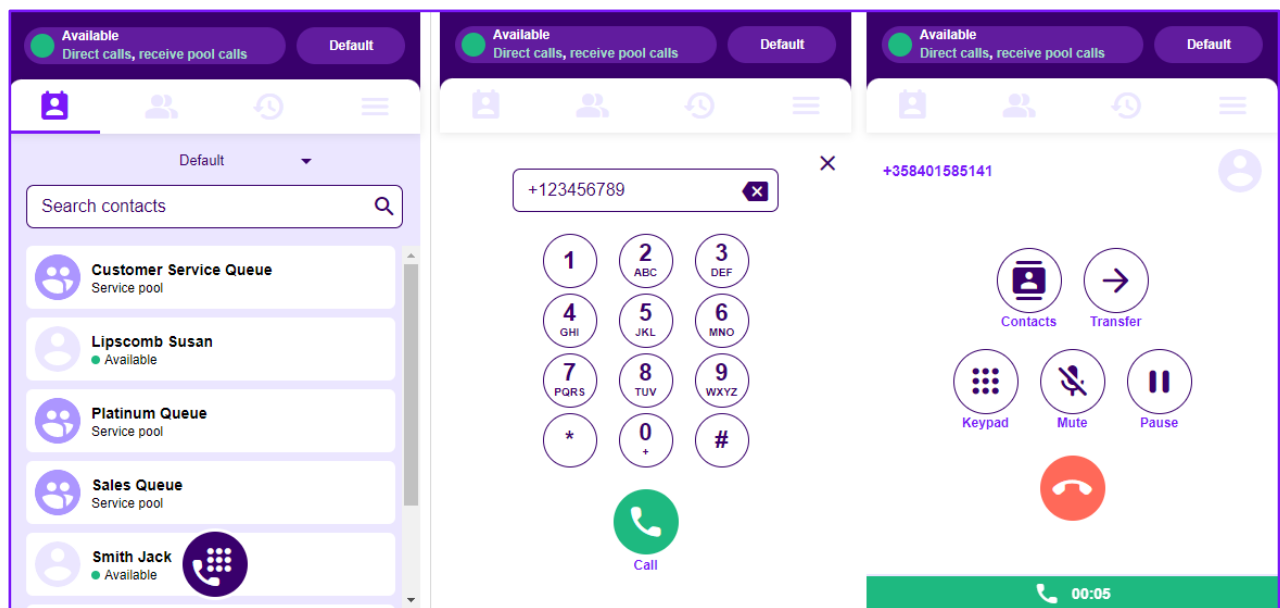 Available
Direct calls, receive pool calls
Default
Default
Search contacts
Customer Service Queue
Service pool
Lipscomb Susan
Available
Platinum Queue
Service pool
Sales Queue
Service pool
Smith Jack
Available
Available
Direct calls, receive pool calls
Default
+123456789
1
2
ABC
3
DEF
4
GHI
5
JKL
6
MNO
7
PQRS
8
TUV
9
WXYZ
*
0
+
#
Call
Available
Direct calls, receive pool calls
Default
+358401585141
Contacts
Transfer
Keypad
Mute
Pause
00:05